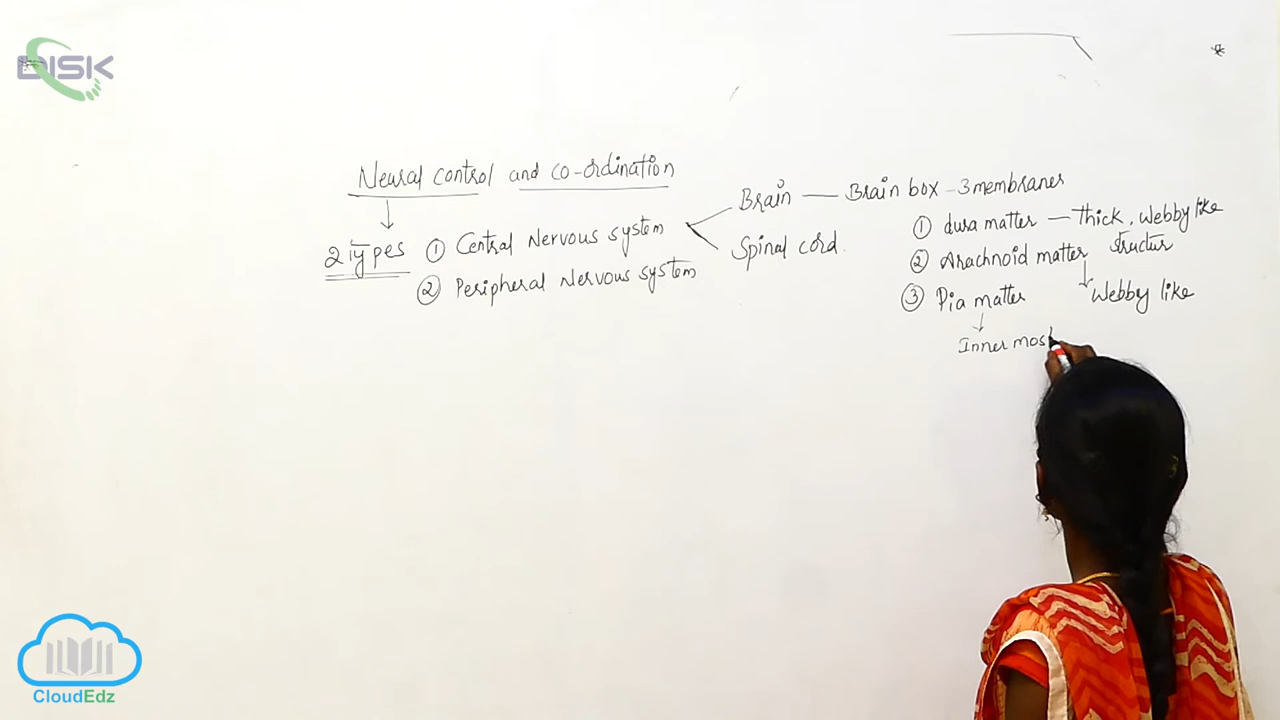 DISK
Neural control and co-ordination
2 Types
① Central Nervous system
② Peripheral Nervous system
Brain — Brain box - 3 membranes
Spinal cord.
① dura matter — thick, Webby like
structur
② Arachnoid matter
Webby like
③ Pia matter
Inner most
CloudEdz